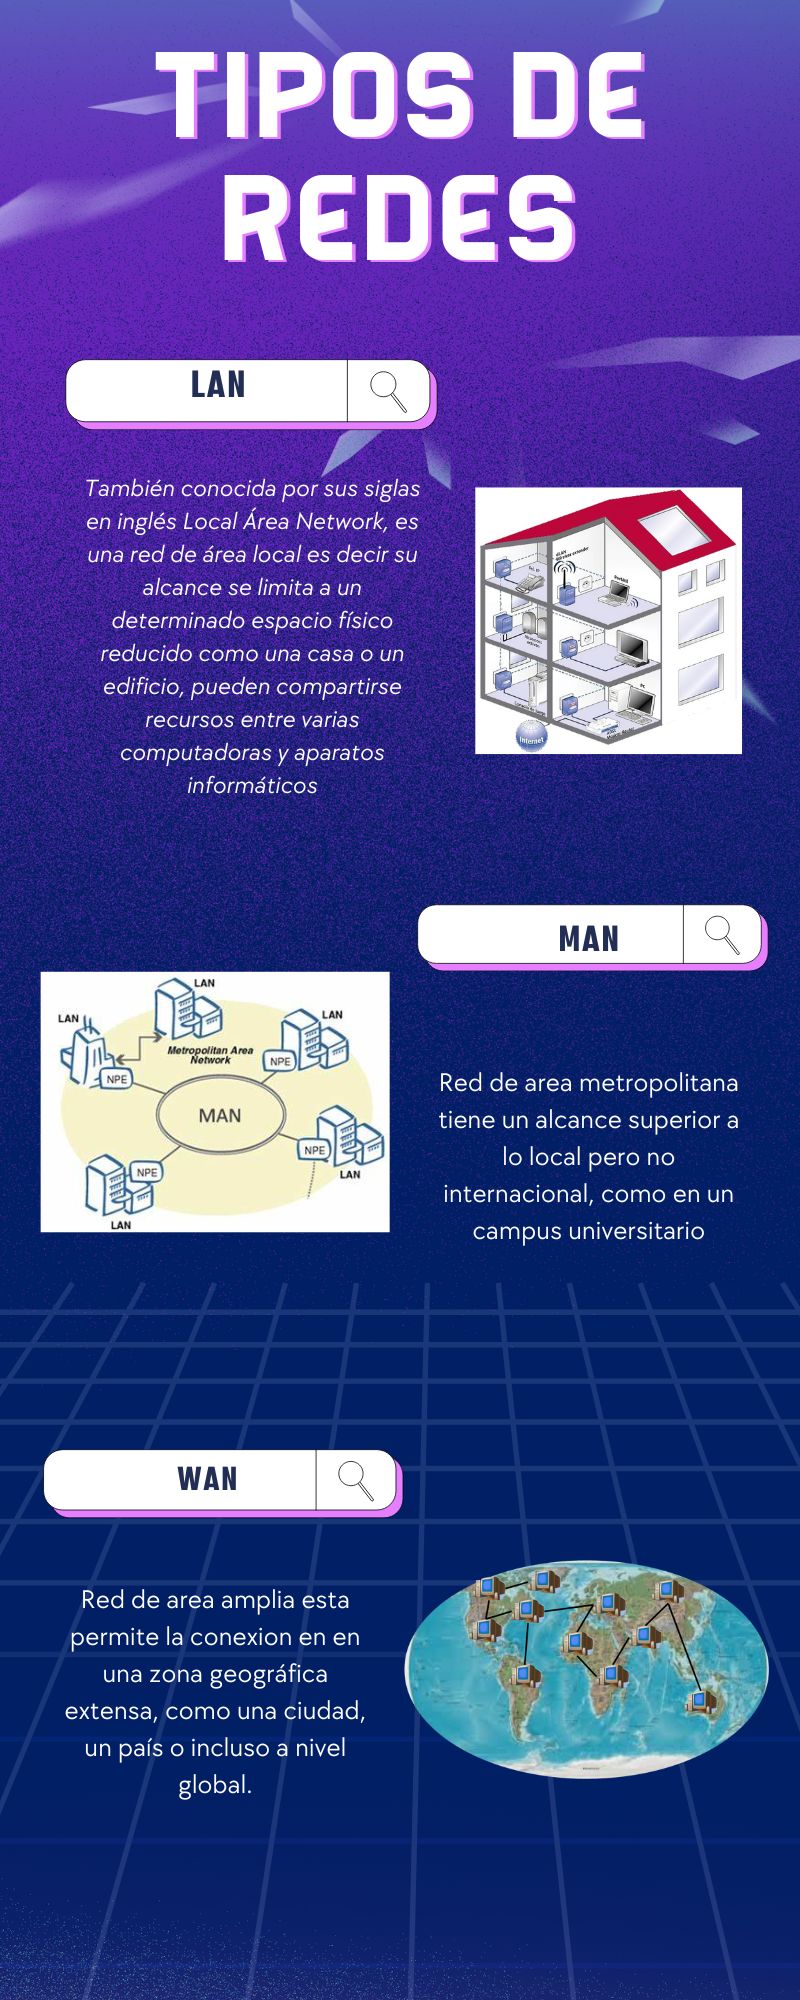 TIPOS DE
REDES
LAN
También conocida por sus siglas
en inglés Local Área Network, es
una red de área local es decir su
alcance se limita a un
determinado espacio físico
reducido como una casa o un
edificio, pueden compartirse
recursos entre varias
computadoras y aparatos
informáticos
Portátil
PC
Internet
MAN
LAN
LAN
LAN
Metropolitan Area
Network
NPE
NPE
MAN
NPE
NPE
LAN
LAN
Red de area metropolitana
tiene un alcance superior a
lo local pero no
internacional, como en un
campus universitario
WAN
Red de area amplia esta
permite la conexion en en
una zona geográfica
extensa, como una ciudad,
un país o incluso a nivel
global.